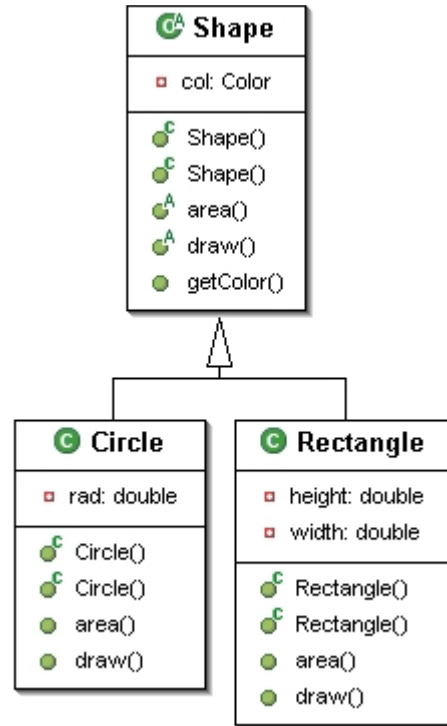 Shape
col: Color
Shape()
Shape()
area()
draw()
getColor()
Circle
rad: double
Circle()
Circle()
area()
draw()
Rectangle
height: double
width: double
Rectangle()
Rectangle()
area()
draw()